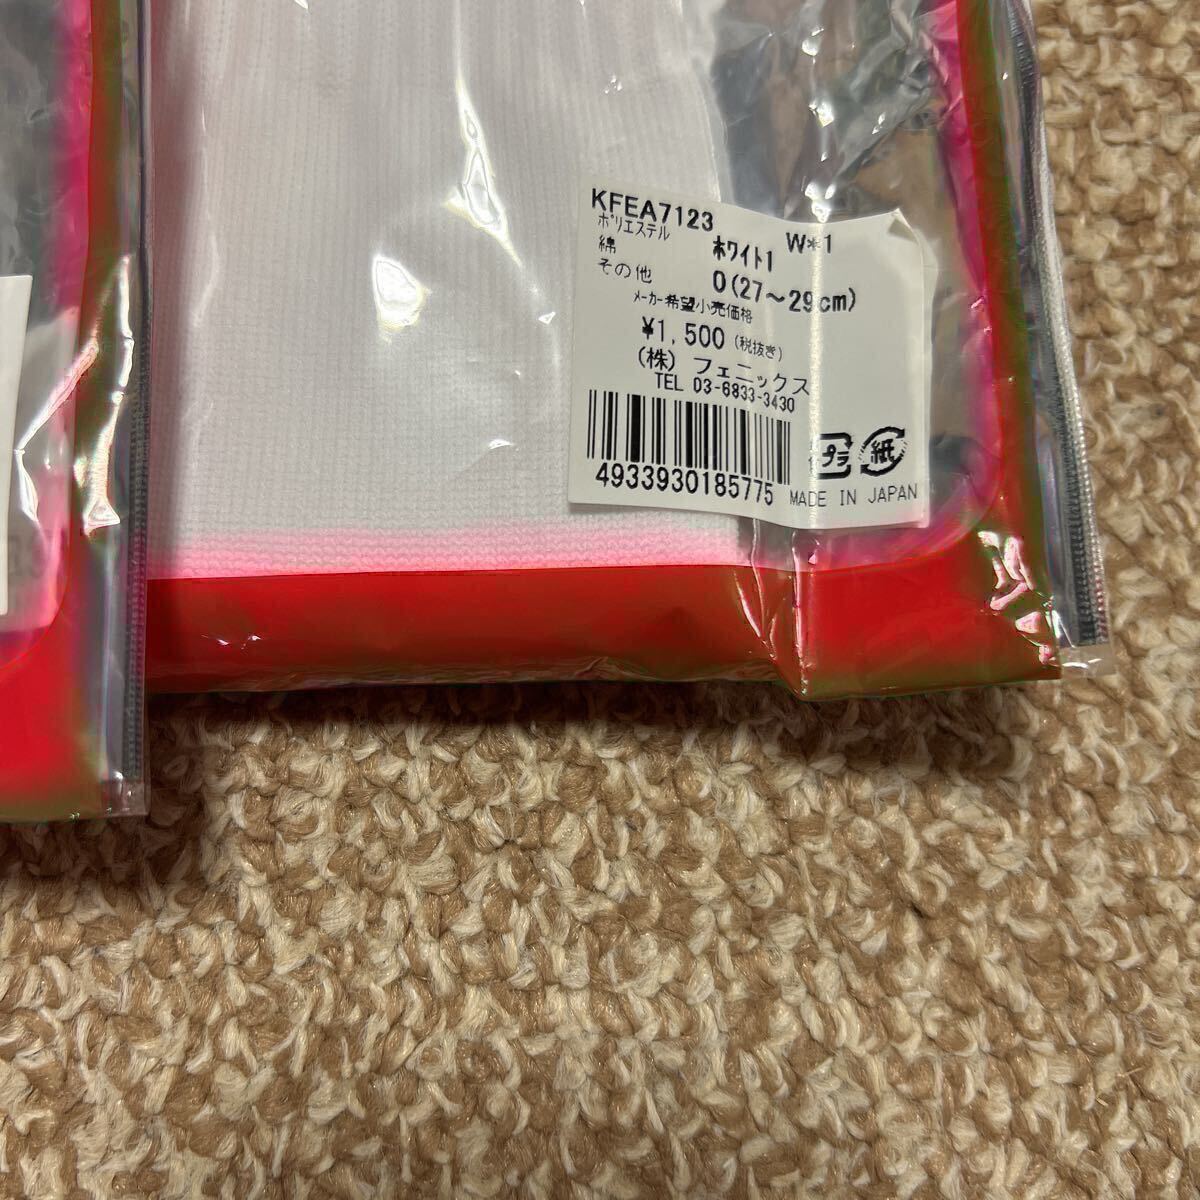 KFEA7123
ポリエステル W*1
綿 ホワイト1
その他 O(27～29cm)
メーカー希望小売価格
¥1,500 (税抜き)
(株) フェニックス
TEL 03-6833-3430
4933930185775
プラ 紙
MADE IN JAPAN